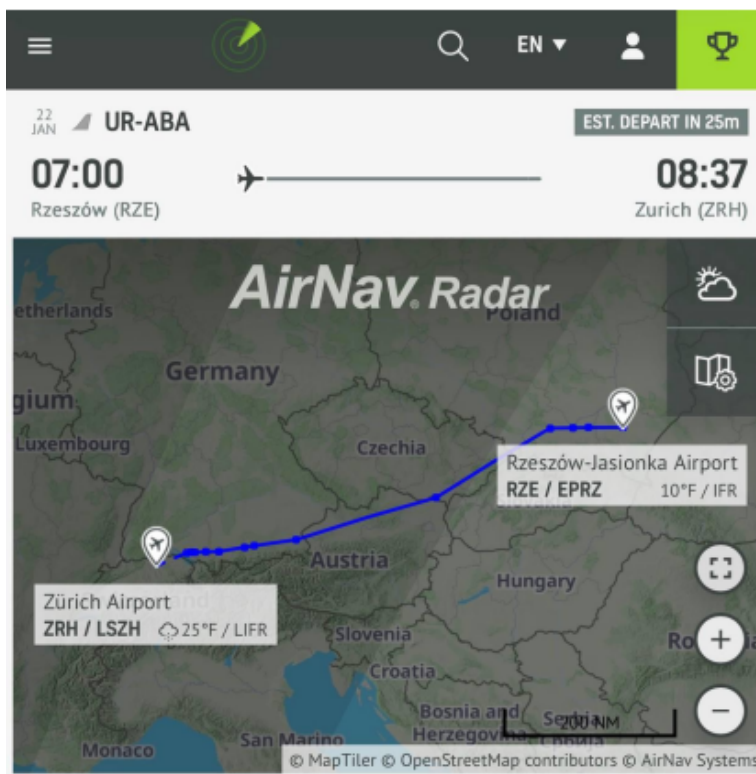 EN ▼
22 JAN UR-ABA EST. DEPART IN 25m
07:00 08:37
Rzeszów (RZE) Zurich (ZRH)
AirNav. Radar
etherlands
Poland
Germany
gium
Luxembourg
Czechia
Rzeszów-Jasionka Airport
RZE / EPRZ 10°F / IFR
Austria
Hungary
Zürich Airport
ZRH / LSZH 25°F / LIFR
Slovenia
Croatia
Bosnia and
Herzegovina
200 NM
Monaco
San Marino
© MapTiler © OpenStreetMap contributors © AirNav System